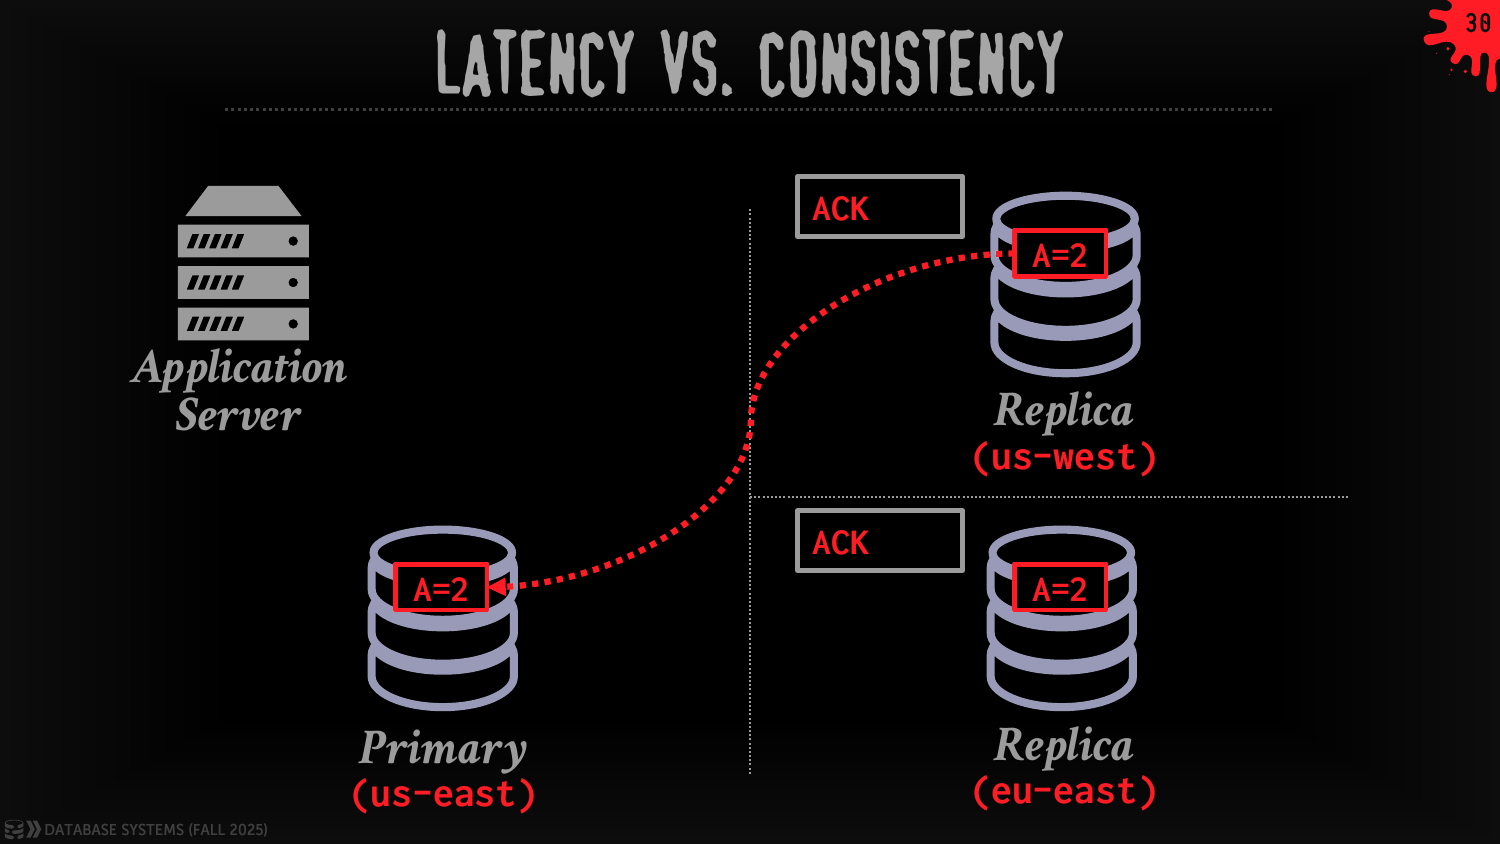 30
LATENCY VS. CONSISTENCY
Application
Server
ACK
A=2
Replica
(us-west)
A=2
Primary
(us-east)
ACK
A=2
Replica
(eu-east)
DATABASE SYSTEMS (FALL 2025)